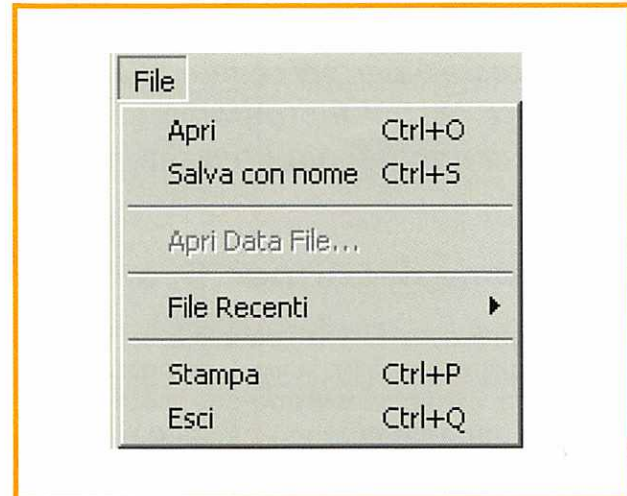 File
Apri Ctrl+O
Salva con nome Ctrl+S
Apri Data File...
File Recenti
Stampa Ctrl+P
Esci Ctrl+Q